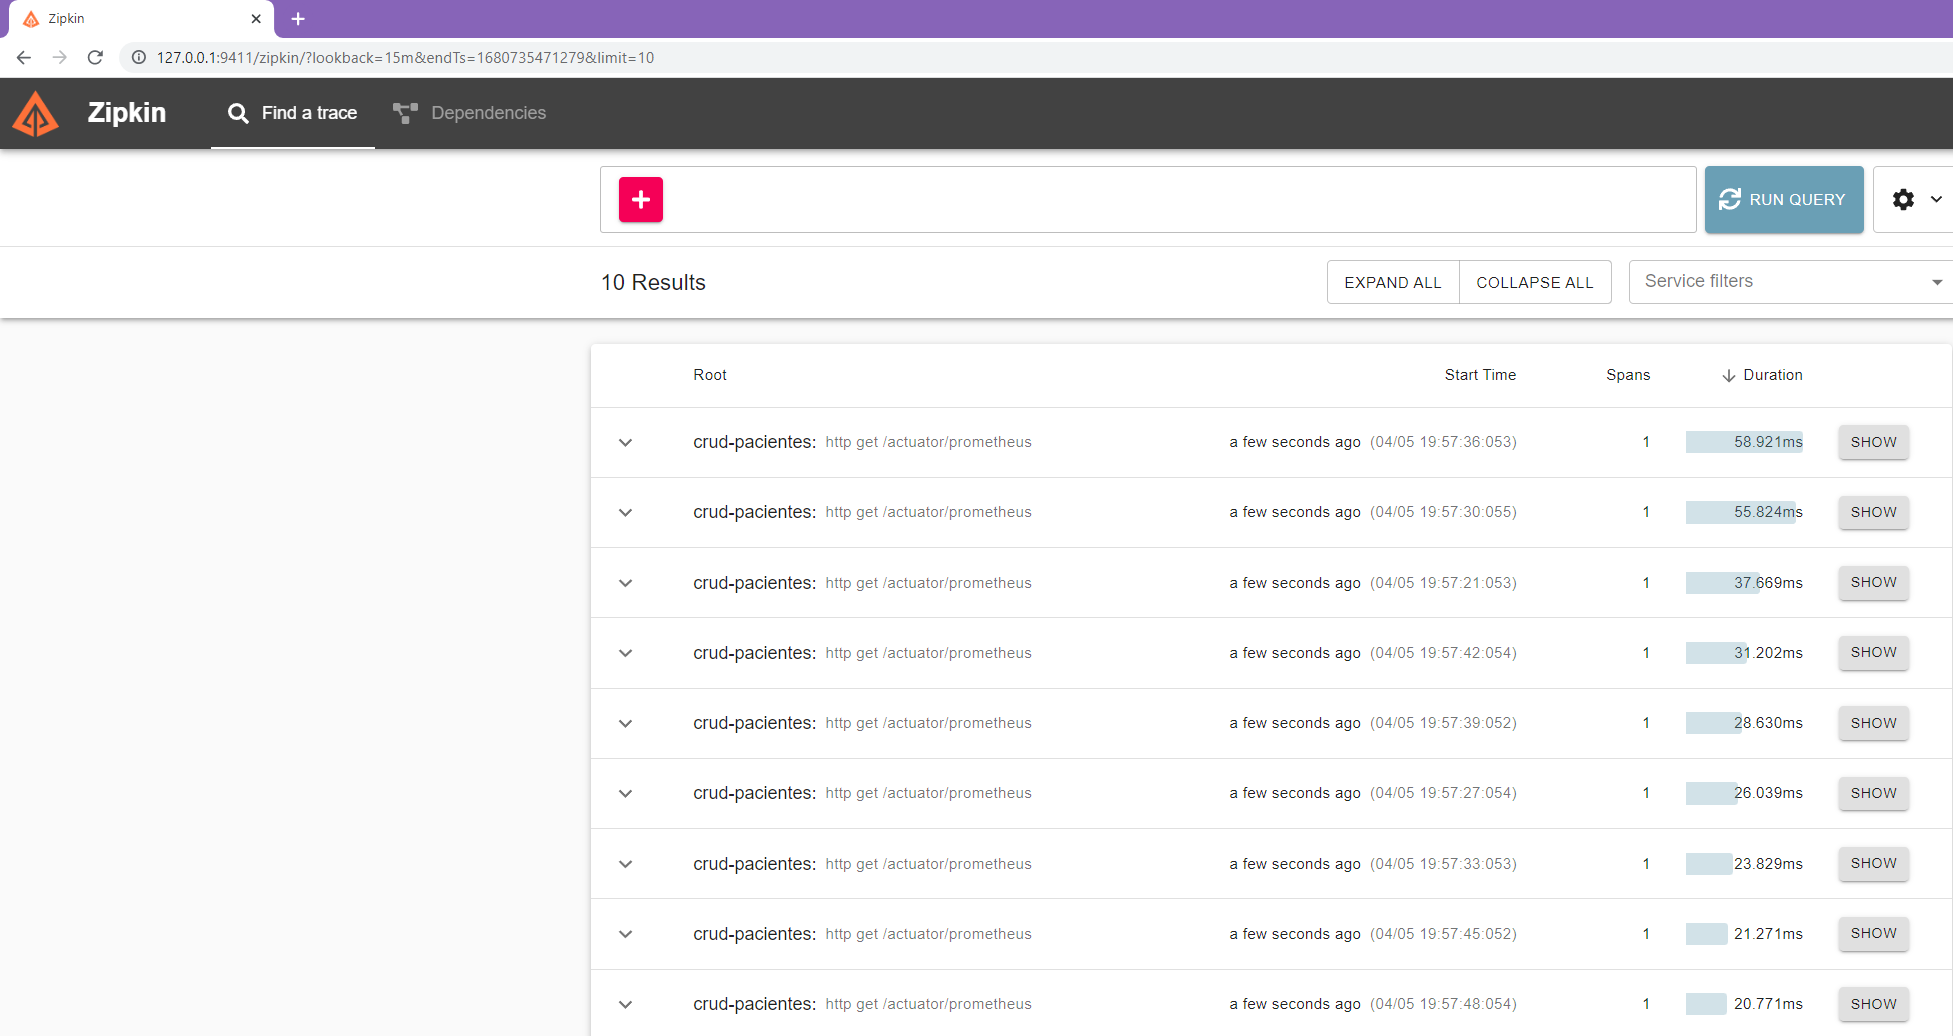 Zipkin
127.0.0.1:9411/zipkin/?lookback=15m&endTs=1680735471279&limit=10
Zipkin Find a trace Dependencies
RUN QUERY
10 Results EXPAND ALL COLLAPSE ALL Service filters
Root Start Time Spans Duration
crud-pacientes: http get /actuator/prometheus a few seconds ago (04/05 19:57:36:053) 1 58.921ms SHOW
crud-pacientes: http get /actuator/prometheus a few seconds ago (04/05 19:57:30:055) 1 55.824ms SHOW
crud-pacientes: http get /actuator/prometheus a few seconds ago (04/05 19:57:21:053) 1 37.669ms SHOW
crud-pacientes: http get /actuator/prometheus a few seconds ago (04/05 19:57:42:054) 1 31.202ms SHOW
crud-pacientes: http get /actuator/prometheus a few seconds ago (04/05 19:57:39:052) 1 28.630ms SHOW
crud-pacientes: http get /actuator/prometheus a few seconds ago (04/05 19:57:27:054) 1 26.039ms SHOW
crud-pacientes: http get /actuator/prometheus a few seconds ago (04/05 19:57:33:053) 1 23.829ms SHOW
crud-pacientes: http get /actuator/prometheus a few seconds ago (04/05 19:57:45:052) 1 21.271ms SHOW
crud-pacientes: http get /actuator/prometheus a few seconds ago (04/05 19:57:48:054) 1 20.771ms SHOW